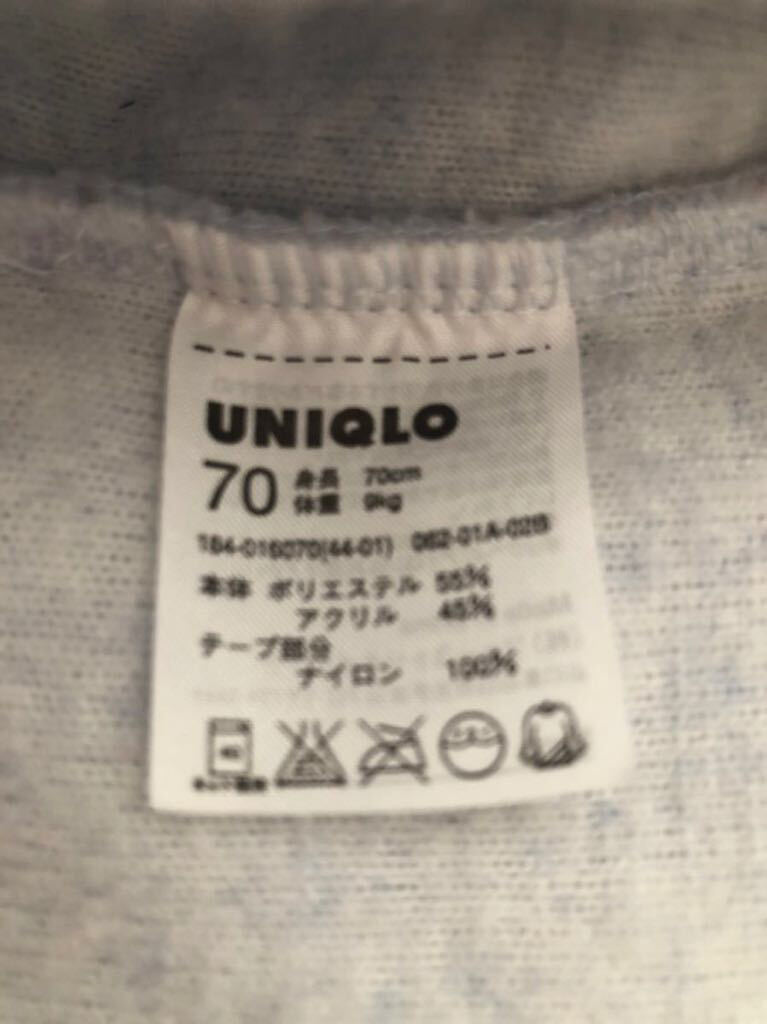 UNIQLO
70 身長 70cm
体重 9kg
184-016070(44-01) 062-01A-02B
本体 ポリエステル 55%
アクリル 45%
テープ部分
ナイロン 100%
40